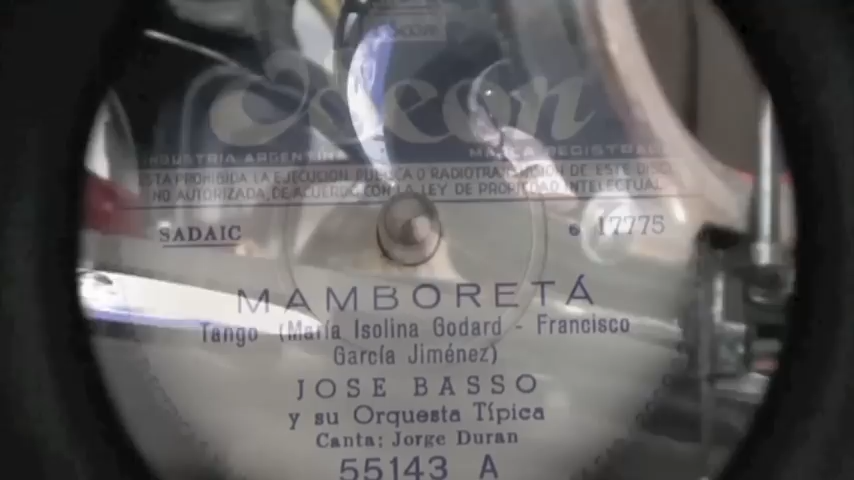 Odeon
INDUSTRIA ARGENTINA MARCA REGISTRADA
ESTA PROHIBIDA LA EJECUCION PUBLICA O RADIOTRANSMISION DE ESTE DISCO
NO AUTORIZADA, DE ACUERDO CON LA LEY DE PROPIEDAD INTELECTUAL
SADAIC e 17775
MAMBORETÁ
Tango (María Isolina Godard - Francisco
García Jiménez)
JOSE BASSO
y su Orquesta Típica
Canta: Jorge Duran
55143 A